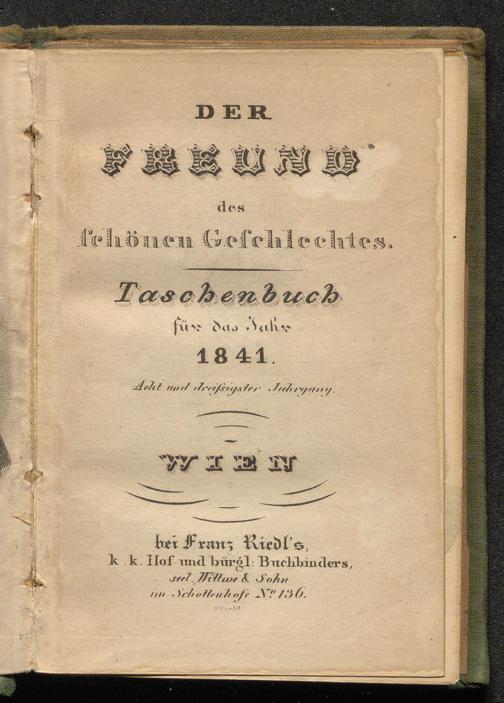 DER
FREUND
des
schönen Geschlechtes.
Taschenbuch
für das Jahr
1841.
Acht und dreißigster Jahrgang.
WIEN
bei Franz Riedl's,
k. k. Hof- und bürgl: Buchbinders,
seel. Wittwe & Sohn
im Schottenhofe No 136.